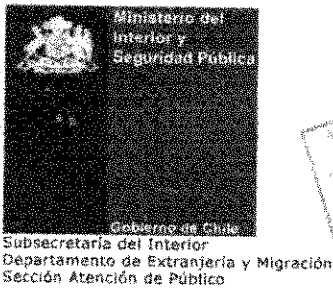 Ministerio del
Interior y
Seguridad Pública
Gobierno de Chile
Subsecretaría del Interior
Departamento de Extranjería y Migración
Sección Atención de Público